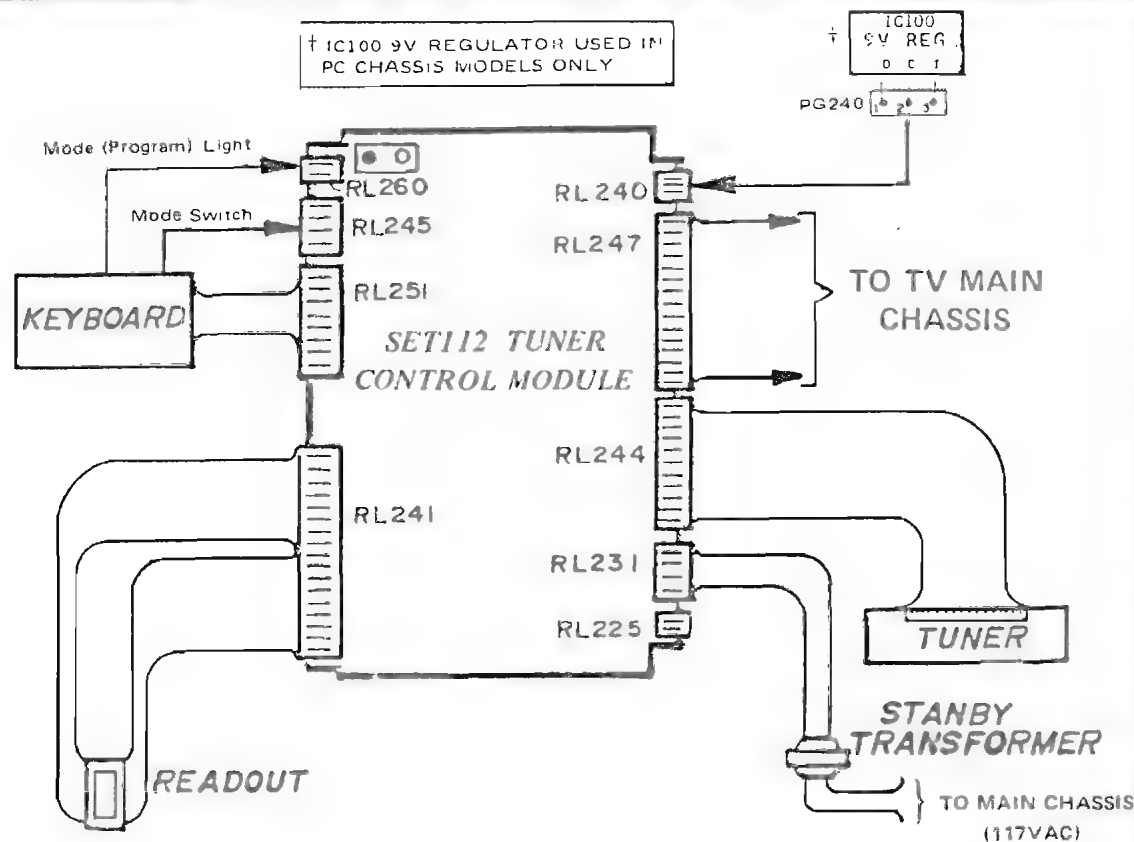 † IC100 9V REGULATOR USED IN
PC CHASSIS MODELS ONLY
IC100
†
9V REG.
O C I
PG240
1 2 3
Mode (Program) Light
RL260
RL240
Mode Switch
RL245
RL247
RL251
KEYBOARD
TO TV MAIN
CHASSIS
SET112 TUNER
CONTROL MODULE
RL244
RL241
RL231
RL225
TUNER
STANBY
TRANSFORMER
READOUT
TO MAIN CHASSIS
(117VAC)